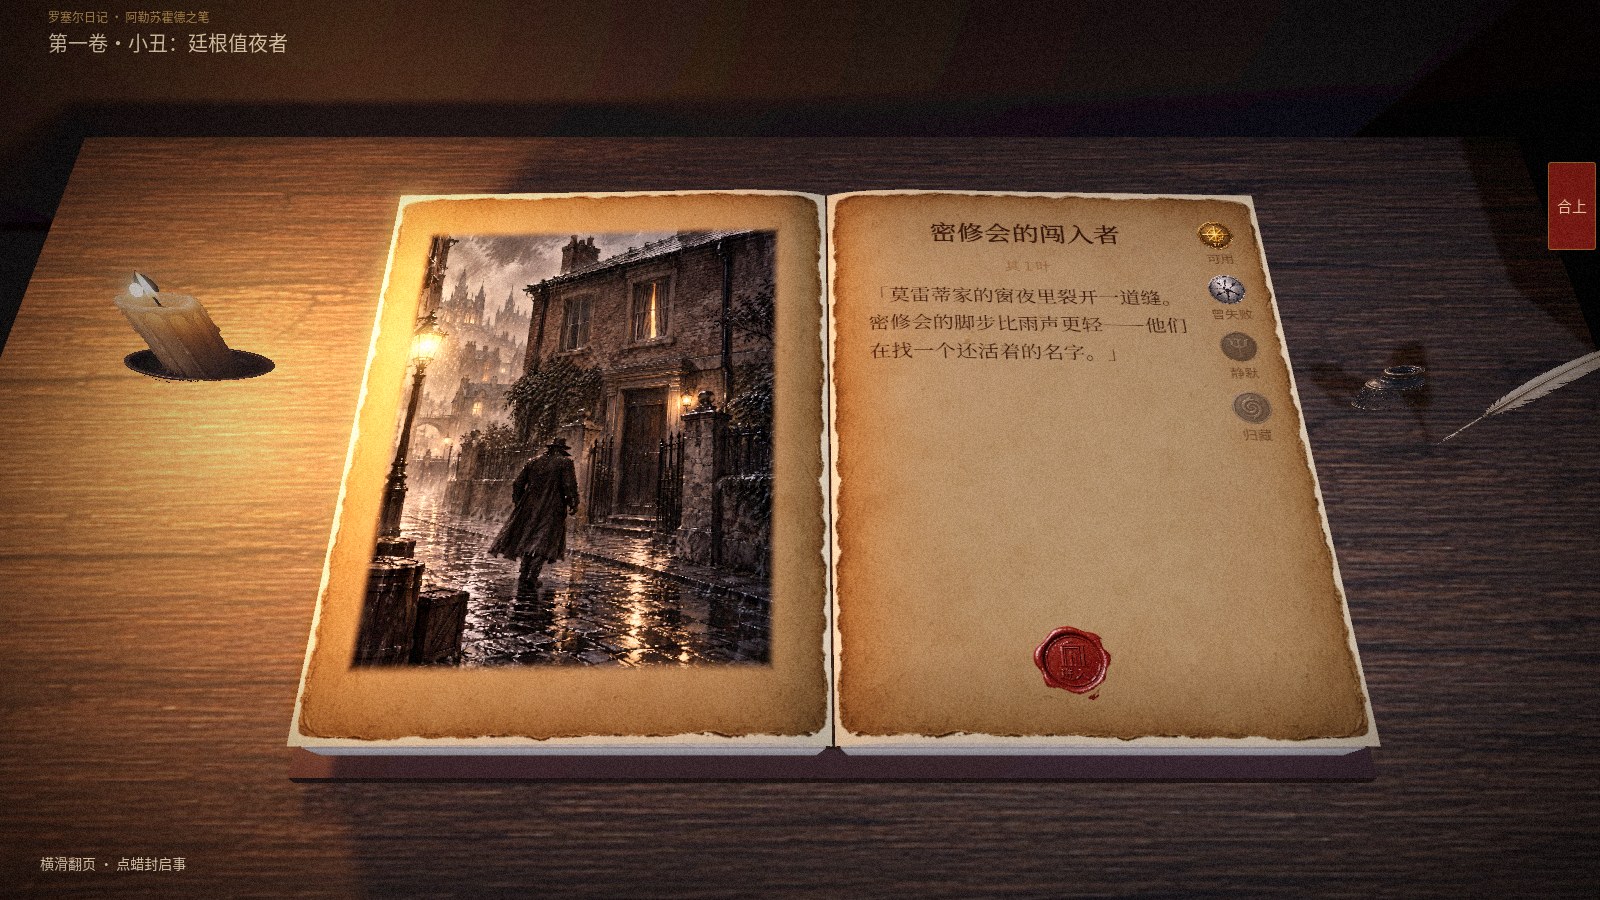 罗塞尔日记 · 阿勒苏霍德之笔
第一卷·小丑：廷根值夜者
合上
密修会的闯入者
其 1 叶
「莫雷蒂家的窗夜里裂开一道缝。
密修会的脚步比雨声更轻——他们
在找一个还活着的名字。」
可用
曾失败
静默
归藏
横滑翻页 · 点蜡封启事